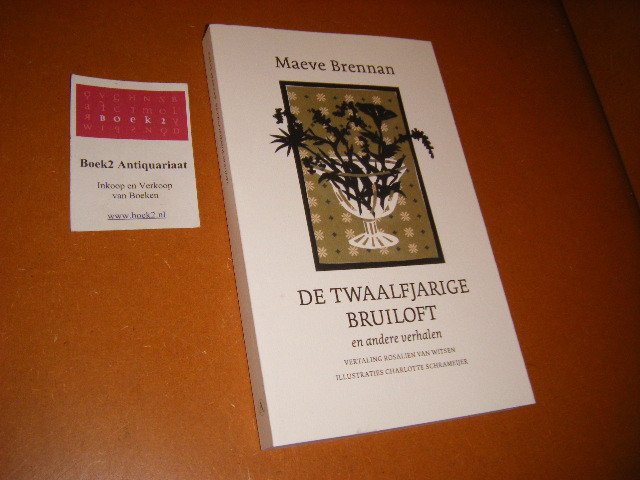 BOEK2
Boek2 Antiquariaat
Inkoop en Verkoop
van Boeken
www.boek2.nl
Maeve Brennan
DE TWAALFJARIGE
BRUILOFT
en andere verhalen
VERTALING ROSALIEN VAN WITSEN
ILLUSTRATIES CHARLOTTE SCHRAMEIJER